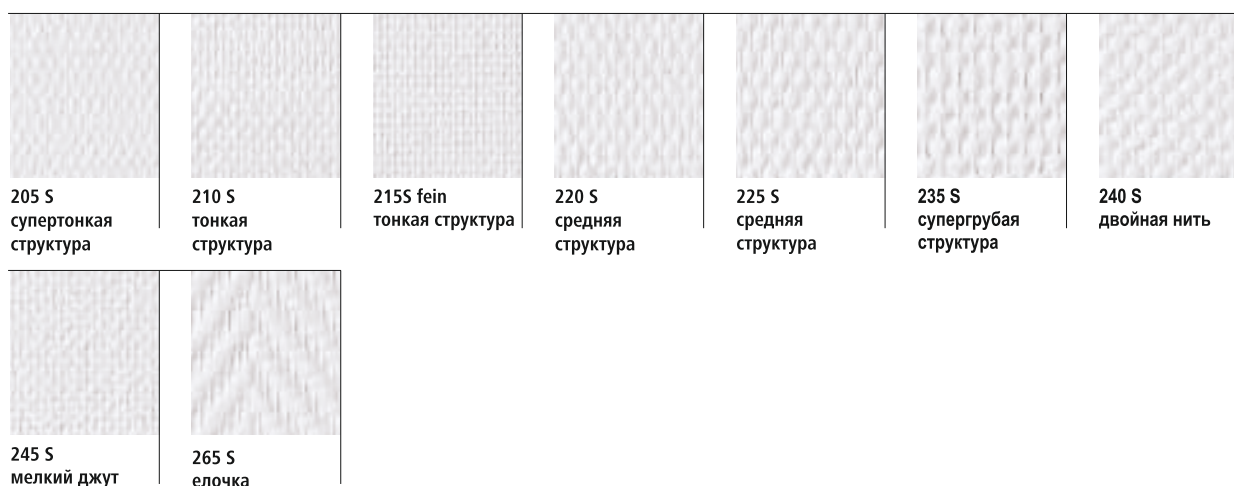 205 S
супертонкая
структура
210 S
тонкая
структура
215S fein
тонкая структура
220 S
средняя
структура
225 S
средняя
структура
235 S
супергрубая
структура
240 S
двойная нить
245 S
мелкий джут
265 S
елочка